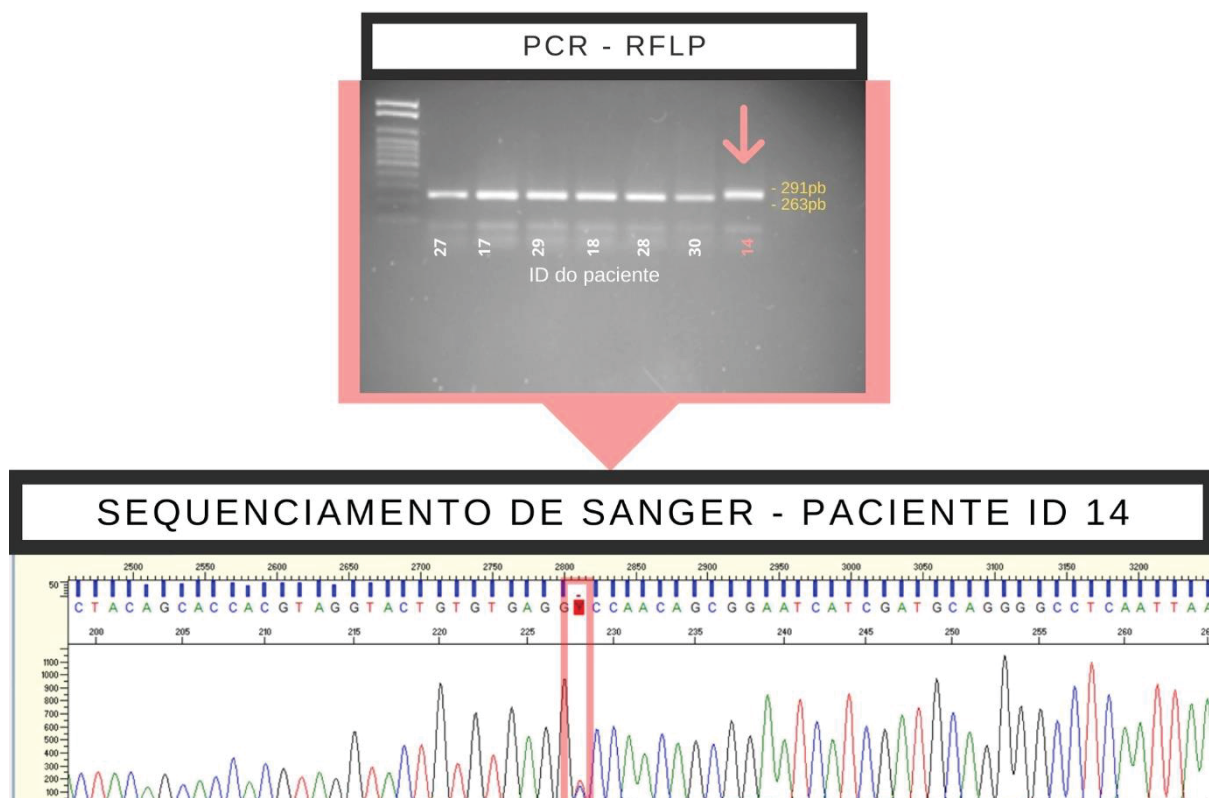 PCR - RFLP
- 291pb
- 263pb
27 17 29 18 28 30 14
ID do paciente
SEQUENCIAMENTO DE SANGER - PACIENTE ID 14
2500 2550 2600 2650 2700 2750 2800 2850 2900 2950 3000 3050 3100 3150 3200
50
C T A C A G C A C C A C G T A G G T A C T G T G T G A G G Y C C A A C A G C G G A A T C A T C G A T G C A G G G G C C T C A A T T A A
200 205 210 215 220 230 235 240 245 250 255 260
1100
1000
900
800
700
600
500
400
300
200
100